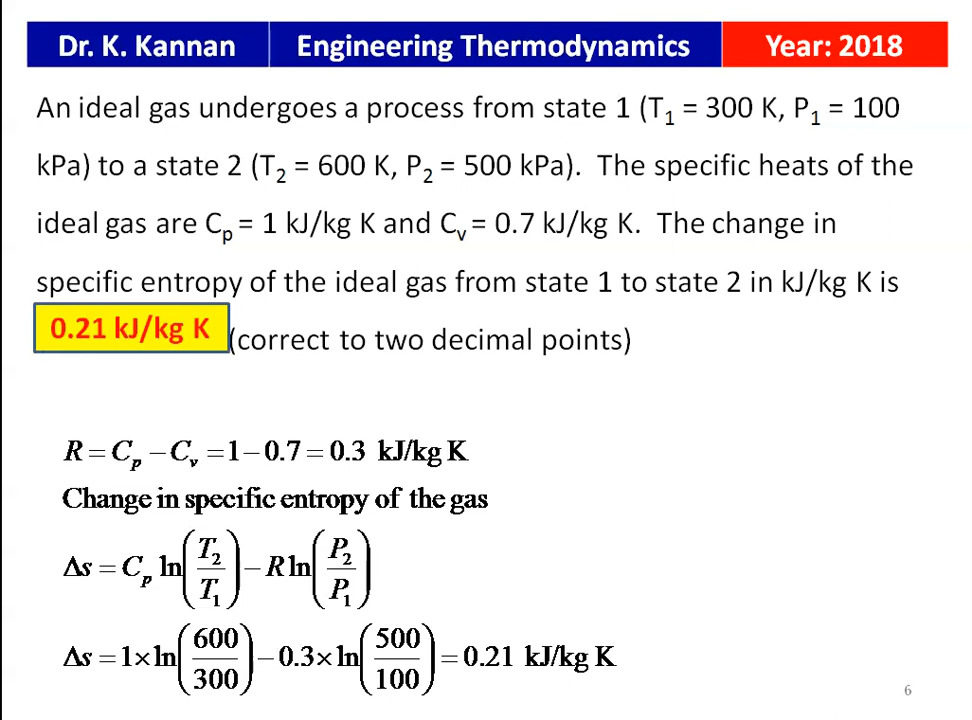 Dr. K. Kannan Engineering Thermodynamics Year: 2018
An ideal gas undergoes a process from state 1 (T₁ = 300 K, P₁ = 100
kPa) to a state 2 (T₂ = 600 K, P₂ = 500 kPa). The specific heats of the
ideal gas are Cₚ = 1 kJ/kg K and Cᵥ = 0.7 kJ/kg K. The change in
specific entropy of the ideal gas from state 1 to state 2 in kJ/kg K is
0.21 kJ/kg K (correct to two decimal points)
R = Cₚ − Cᵥ = 1 − 0.7 = 0.3 kJ/kg K
Change in specific entropy of the gas
Δs = Cₚ ln(T₂/T₁) − R ln(P₂/P₁)
Δs = 1 × ln(600/300) − 0.3 × ln(500/100) = 0.21 kJ/kg K
6